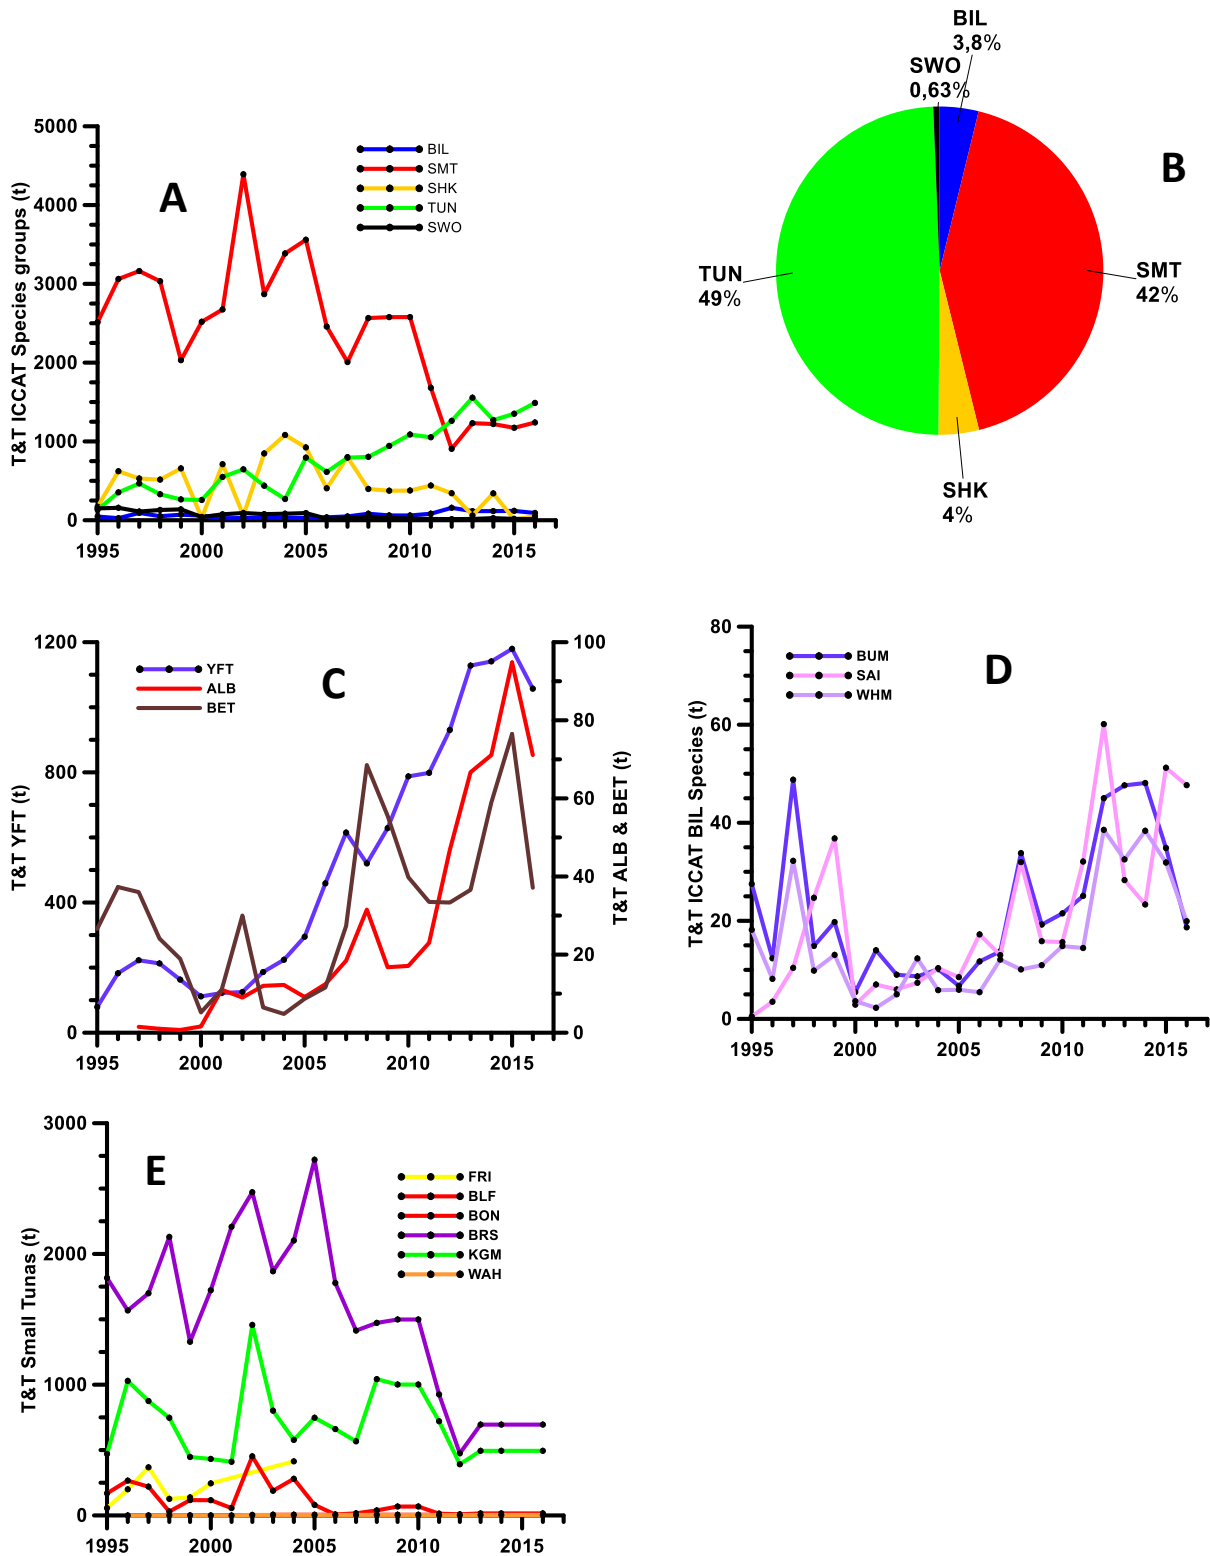 A
T&T ICCAT Species groups (t)
5000
4000
3000
2000
1000
0
1995
2000
2005
2010
2015
BIL
SMT
SHK
TUN
SWO
B
BIL
3,8%
SWO
0,63%
TUN
49%
SMT
42%
SHK
4%
C
T&T YFT (t)
1200
800
400
0
1995
2000
2005
2010
2015
YFT
ALB
BET
100
80
60
40
20
0
T&T ALB & BET (t)
D
T&T ICCAT BIL Species (t)
80
60
40
20
0
1995
2000
2005
2010
2015
BUM
SAI
WHM
E
T&T Small Tunas (t)
3000
2000
1000
0
1995
2000
2005
2010
2015
FRI
BLF
BON
BRS
KGM
WAH